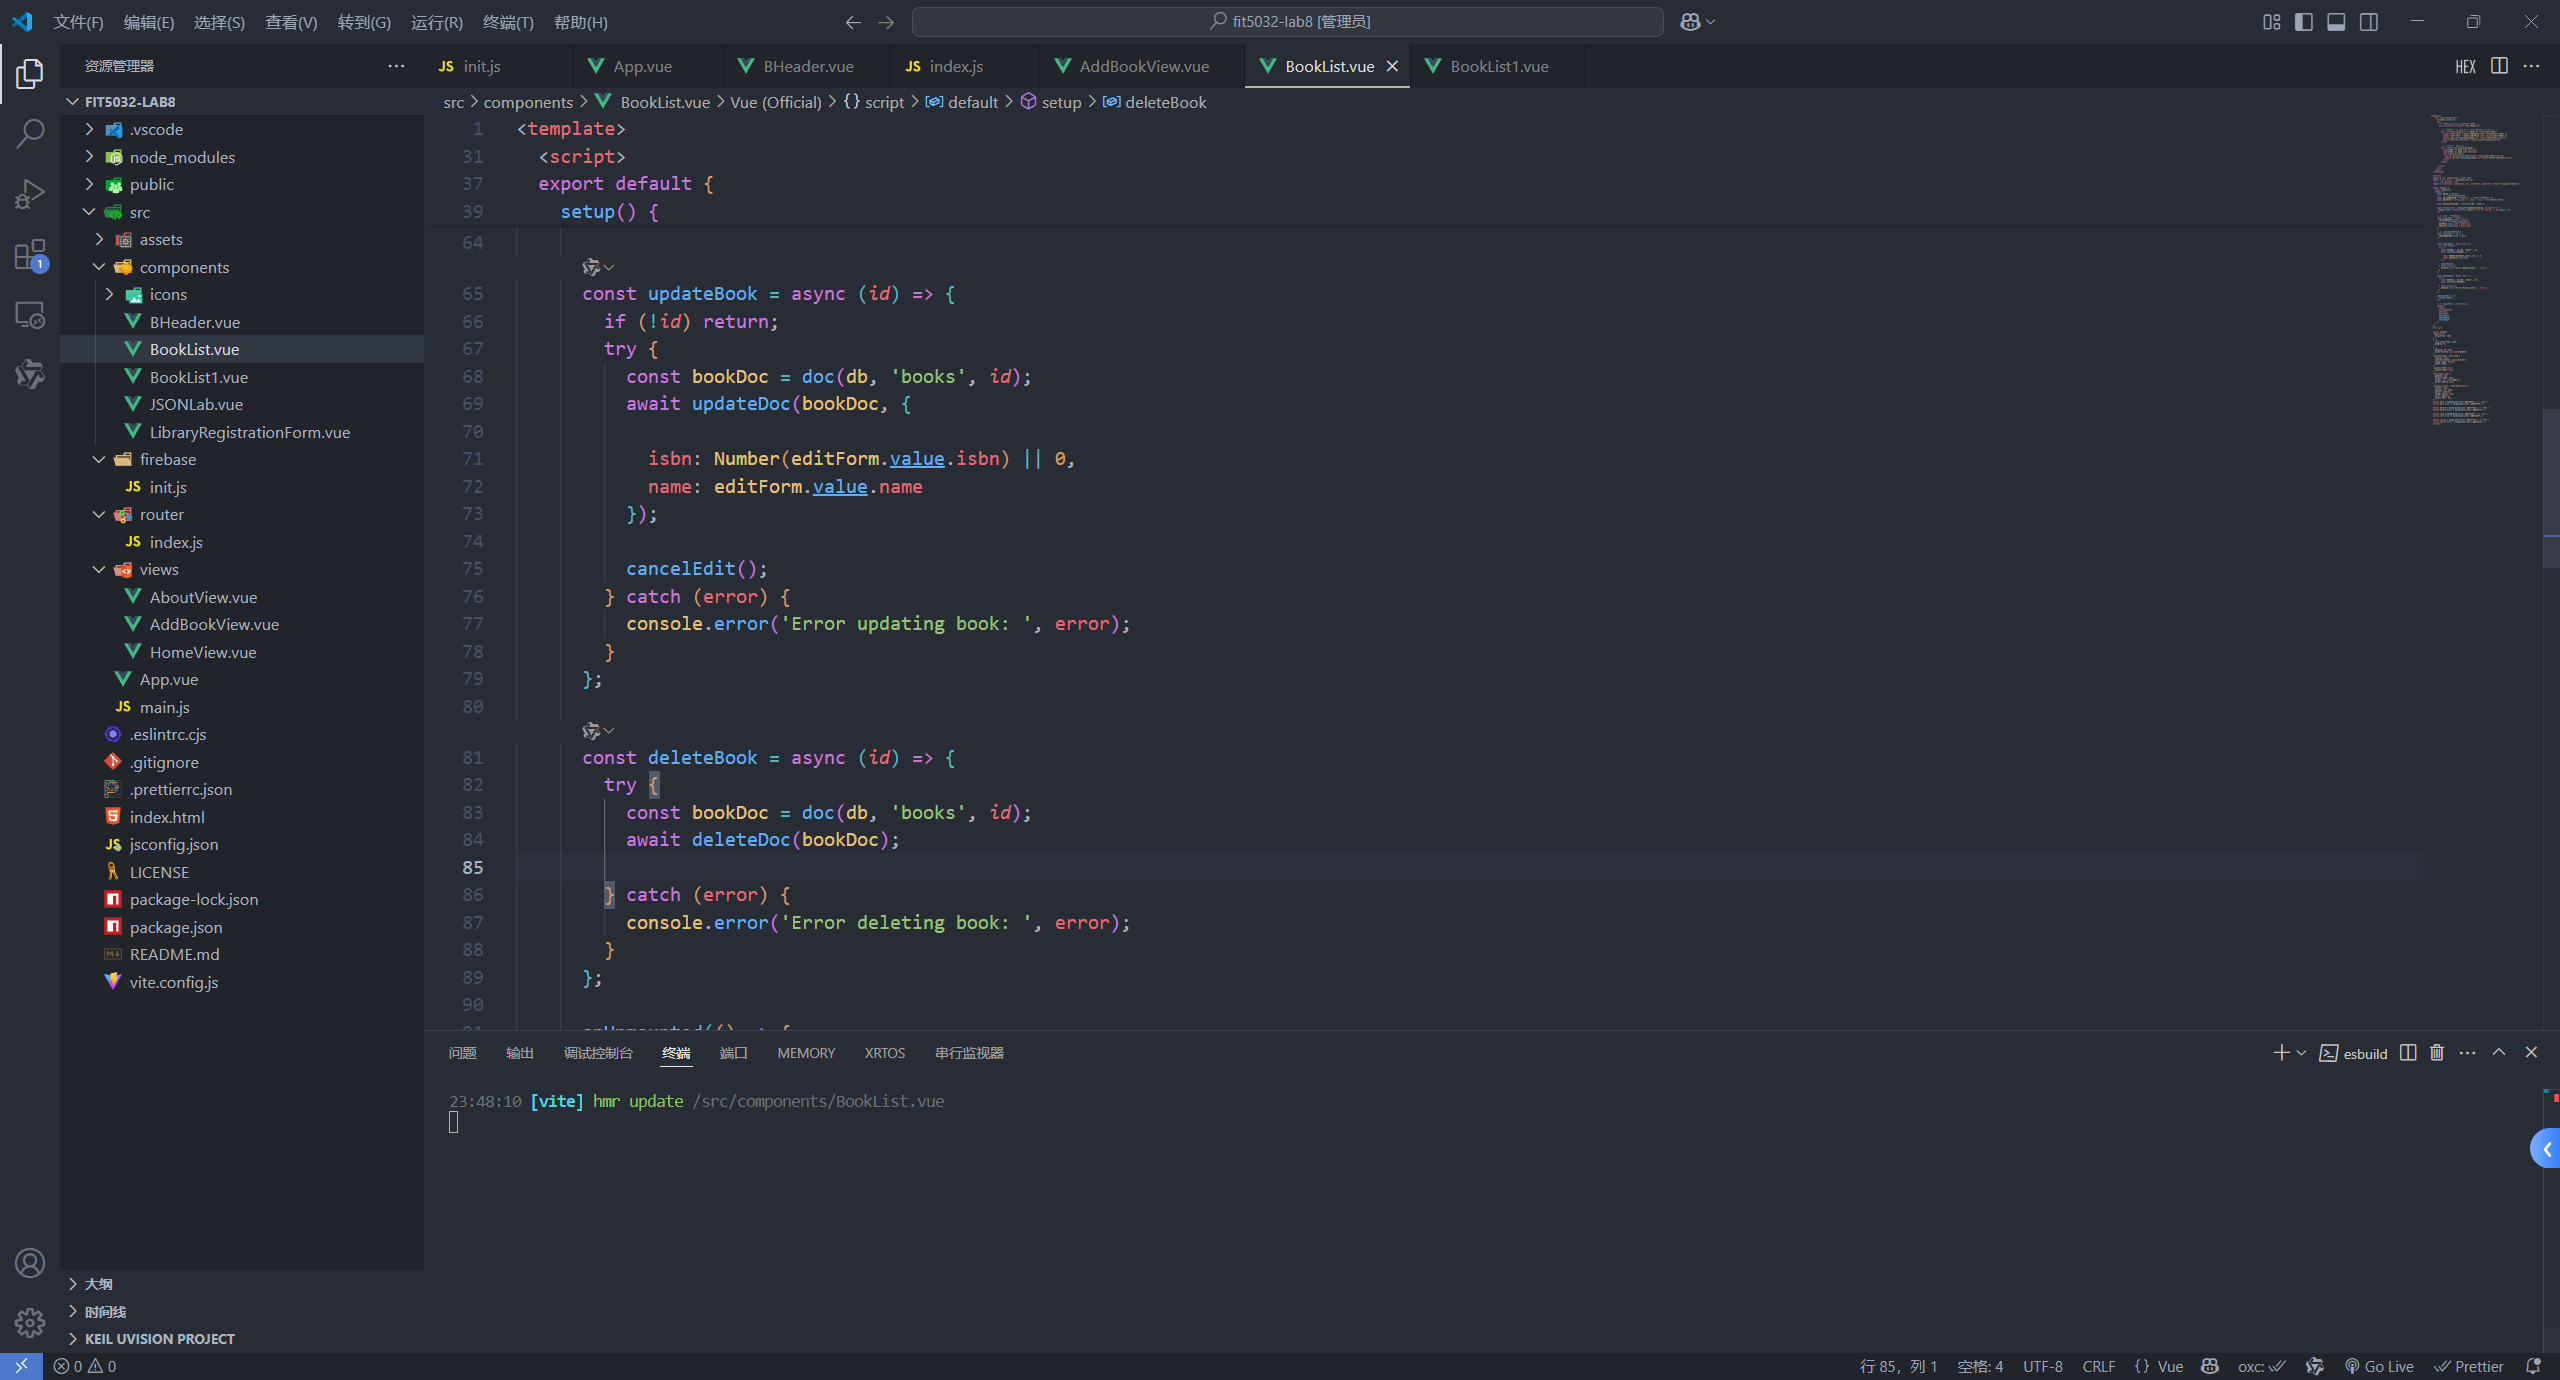 文件(F) 编辑(E) 选择(S) 查看(V) 转到(G) 运行(R) 终端(T) 帮助(H)
fit5032-lab8 [管理员]
资源管理器
JS init.js
App.vue
BHeader.vue
JS index.js
AddBookView.vue
BookList.vue
BookList1.vue
HEX
src > components > BookList.vue > Vue (Official) > {} script > default > setup > deleteBook
FIT5032-LAB8
.vscode
node_modules
public
src
assets
components
icons
BHeader.vue
BookList.vue
BookList1.vue
JSONLab.vue
LibraryRegistrationForm.vue
firebase
JS init.js
router
JS index.js
views
AboutView.vue
AddBookView.vue
HomeView.vue
App.vue
JS main.js
.eslintrc.cjs
.gitignore
.prettierrc.json
index.html
JS jsconfig.json
LICENSE
package-lock.json
package.json
README.md
vite.config.js
大纲
时间线
KEIL UVISION PROJECT
1
1 <template>
31 <script>
37 export default {
39 setup() {
64
65 const updateBook = async (id) => {
66 if (!id) return;
67 try {
68 const bookDoc = doc(db, 'books', id);
69 await updateDoc(bookDoc, {
70
71 isbn: Number(editForm.value.isbn) || 0,
72 name: editForm.value.name
73 });
74
75 cancelEdit();
76 } catch (error) {
77 console.error('Error updating book: ', error);
78 }
79 };
80
81 const deleteBook = async (id) => {
82 try {
83 const bookDoc = doc(db, 'books', id);
84 await deleteDoc(bookDoc);
85
86 } catch (error) {
87 console.error('Error deleting book: ', error);
88 }
89 };
90
问题 输出 调试控制台 终端 端口 MEMORY XRTOS 串行监视器
esbuild
23:48:10 [vite] hmr update /src/components/BookList.vue
0 0
行 85，列 1 空格: 4 UTF-8 CRLF {} Vue oxc: Go Live Prettier